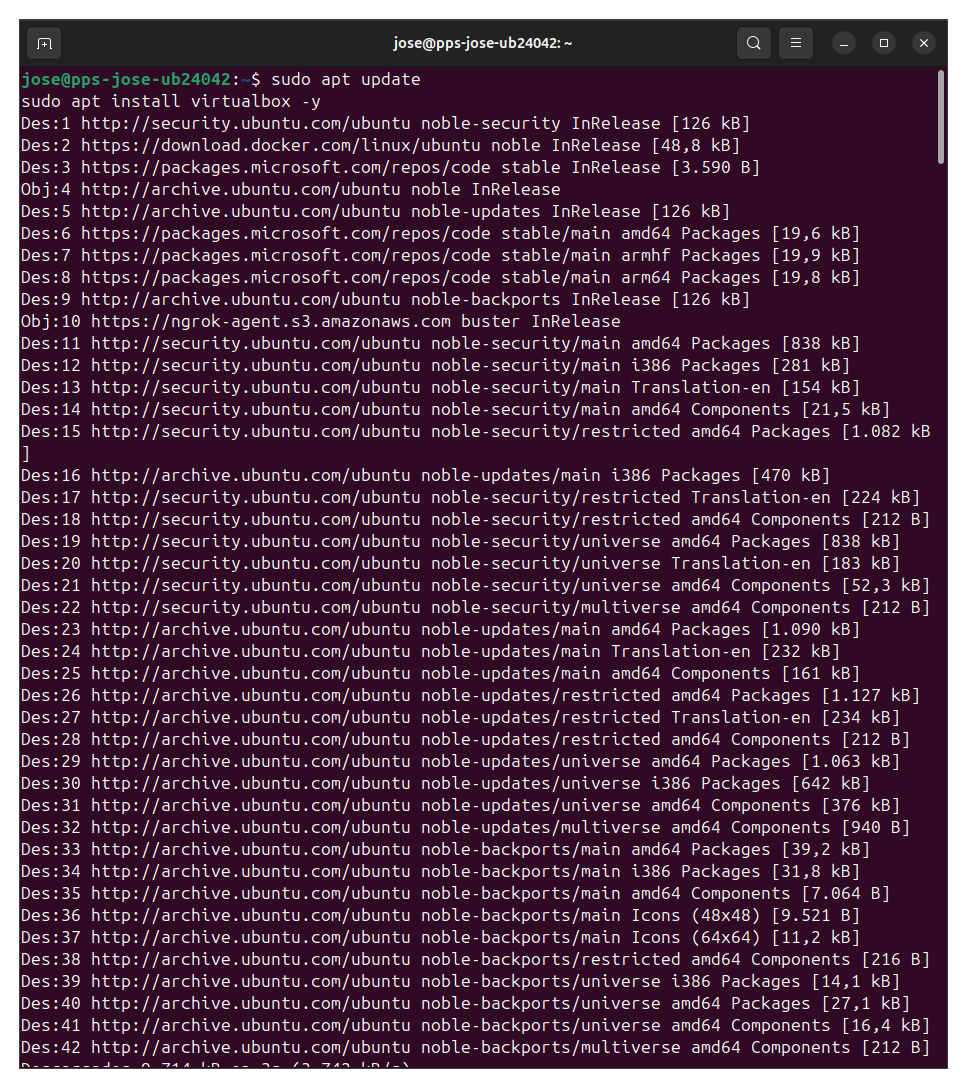 jose@pps-jose-ub24042: ~
jose@pps-jose-ub24042:~$ sudo apt update
sudo apt install virtualbox -y
Des:1 http://security.ubuntu.com/ubuntu noble-security InRelease [126 kB]
Des:2 https://download.docker.com/linux/ubuntu noble InRelease [48,8 kB]
Des:3 https://packages.microsoft.com/repos/code stable InRelease [3.590 B]
Obj:4 http://archive.ubuntu.com/ubuntu noble InRelease
Des:5 http://archive.ubuntu.com/ubuntu noble-updates InRelease [126 kB]
Des:6 https://packages.microsoft.com/repos/code stable/main amd64 Packages [19,6 kB]
Des:7 https://packages.microsoft.com/repos/code stable/main armhf Packages [19,9 kB]
Des:8 https://packages.microsoft.com/repos/code stable/main arm64 Packages [19,8 kB]
Des:9 http://archive.ubuntu.com/ubuntu noble-backports InRelease [126 kB]
Obj:10 https://ngrok-agent.s3.amazonaws.com buster InRelease
Des:11 http://security.ubuntu.com/ubuntu noble-security/main amd64 Packages [838 kB]
Des:12 http://security.ubuntu.com/ubuntu noble-security/main i386 Packages [281 kB]
Des:13 http://security.ubuntu.com/ubuntu noble-security/main Translation-en [154 kB]
Des:14 http://security.ubuntu.com/ubuntu noble-security/main amd64 Components [21,5 kB]
Des:15 http://security.ubuntu.com/ubuntu noble-security/restricted amd64 Packages [1.082 kB
]
Des:16 http://archive.ubuntu.com/ubuntu noble-updates/main i386 Packages [470 kB]
Des:17 http://security.ubuntu.com/ubuntu noble-security/restricted Translation-en [224 kB]
Des:18 http://security.ubuntu.com/ubuntu noble-security/restricted amd64 Components [212 B]
Des:19 http://security.ubuntu.com/ubuntu noble-security/universe amd64 Packages [838 kB]
Des:20 http://security.ubuntu.com/ubuntu noble-security/universe Translation-en [183 kB]
Des:21 http://security.ubuntu.com/ubuntu noble-security/universe amd64 Components [52,3 kB]
Des:22 http://security.ubuntu.com/ubuntu noble-security/multiverse amd64 Components [212 B]
Des:23 http://archive.ubuntu.com/ubuntu noble-updates/main amd64 Packages [1.090 kB]
Des:24 http://archive.ubuntu.com/ubuntu noble-updates/main Translation-en [232 kB]
Des:25 http://archive.ubuntu.com/ubuntu noble-updates/main amd64 Components [161 kB]
Des:26 http://archive.ubuntu.com/ubuntu noble-updates/restricted amd64 Packages [1.127 kB]
Des:27 http://archive.ubuntu.com/ubuntu noble-updates/restricted Translation-en [234 kB]
Des:28 http://archive.ubuntu.com/ubuntu noble-updates/restricted amd64 Components [212 B]
Des:29 http://archive.ubuntu.com/ubuntu noble-updates/universe amd64 Packages [1.063 kB]
Des:30 http://archive.ubuntu.com/ubuntu noble-updates/universe i386 Packages [642 kB]
Des:31 http://archive.ubuntu.com/ubuntu noble-updates/universe amd64 Components [376 kB]
Des:32 http://archive.ubuntu.com/ubuntu noble-updates/multiverse amd64 Components [940 B]
Des:33 http://archive.ubuntu.com/ubuntu noble-backports/main amd64 Packages [39,2 kB]
Des:34 http://archive.ubuntu.com/ubuntu noble-backports/main i386 Packages [31,8 kB]
Des:35 http://archive.ubuntu.com/ubuntu noble-backports/main amd64 Components [7.064 B]
Des:36 http://archive.ubuntu.com/ubuntu noble-backports/main Icons (48x48) [9.521 B]
Des:37 http://archive.ubuntu.com/ubuntu noble-backports/main Icons (64x64) [11,2 kB]
Des:38 http://archive.ubuntu.com/ubuntu noble-backports/restricted amd64 Components [216 B]
Des:39 http://archive.ubuntu.com/ubuntu noble-backports/universe i386 Packages [14,1 kB]
Des:40 http://archive.ubuntu.com/ubuntu noble-backports/universe amd64 Packages [27,1 kB]
Des:41 http://archive.ubuntu.com/ubuntu noble-backports/universe amd64 Components [16,4 kB]
Des:42 http://archive.ubuntu.com/ubuntu noble-backports/multiverse amd64 Components [212 B]